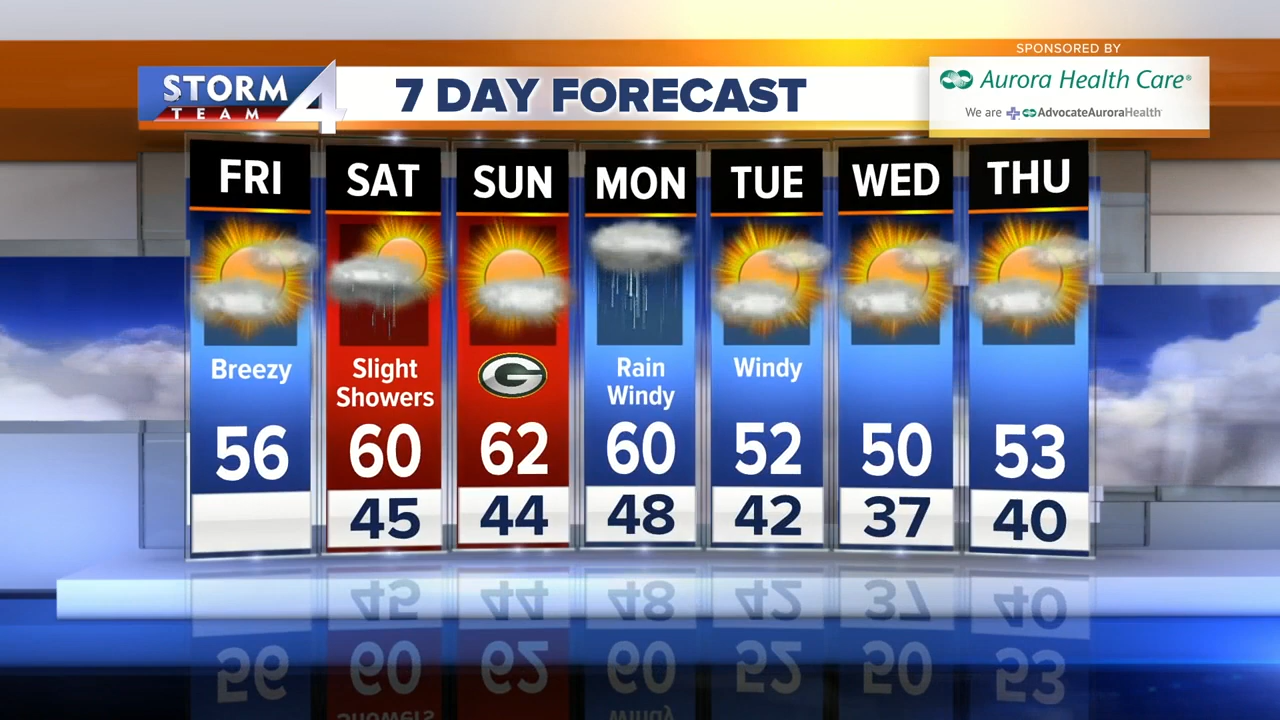 SPONSORED BY
STORM TEAM 4
7 DAY FORECAST
Aurora Health Care®
We are AdvocateAuroraHealth
FRI SAT SUN MON TUE WED THU
Breezy
Slight
Showers
G
Rain
Windy
Windy
56 60 62 60 52 50 53
45 44 48 42 37 40